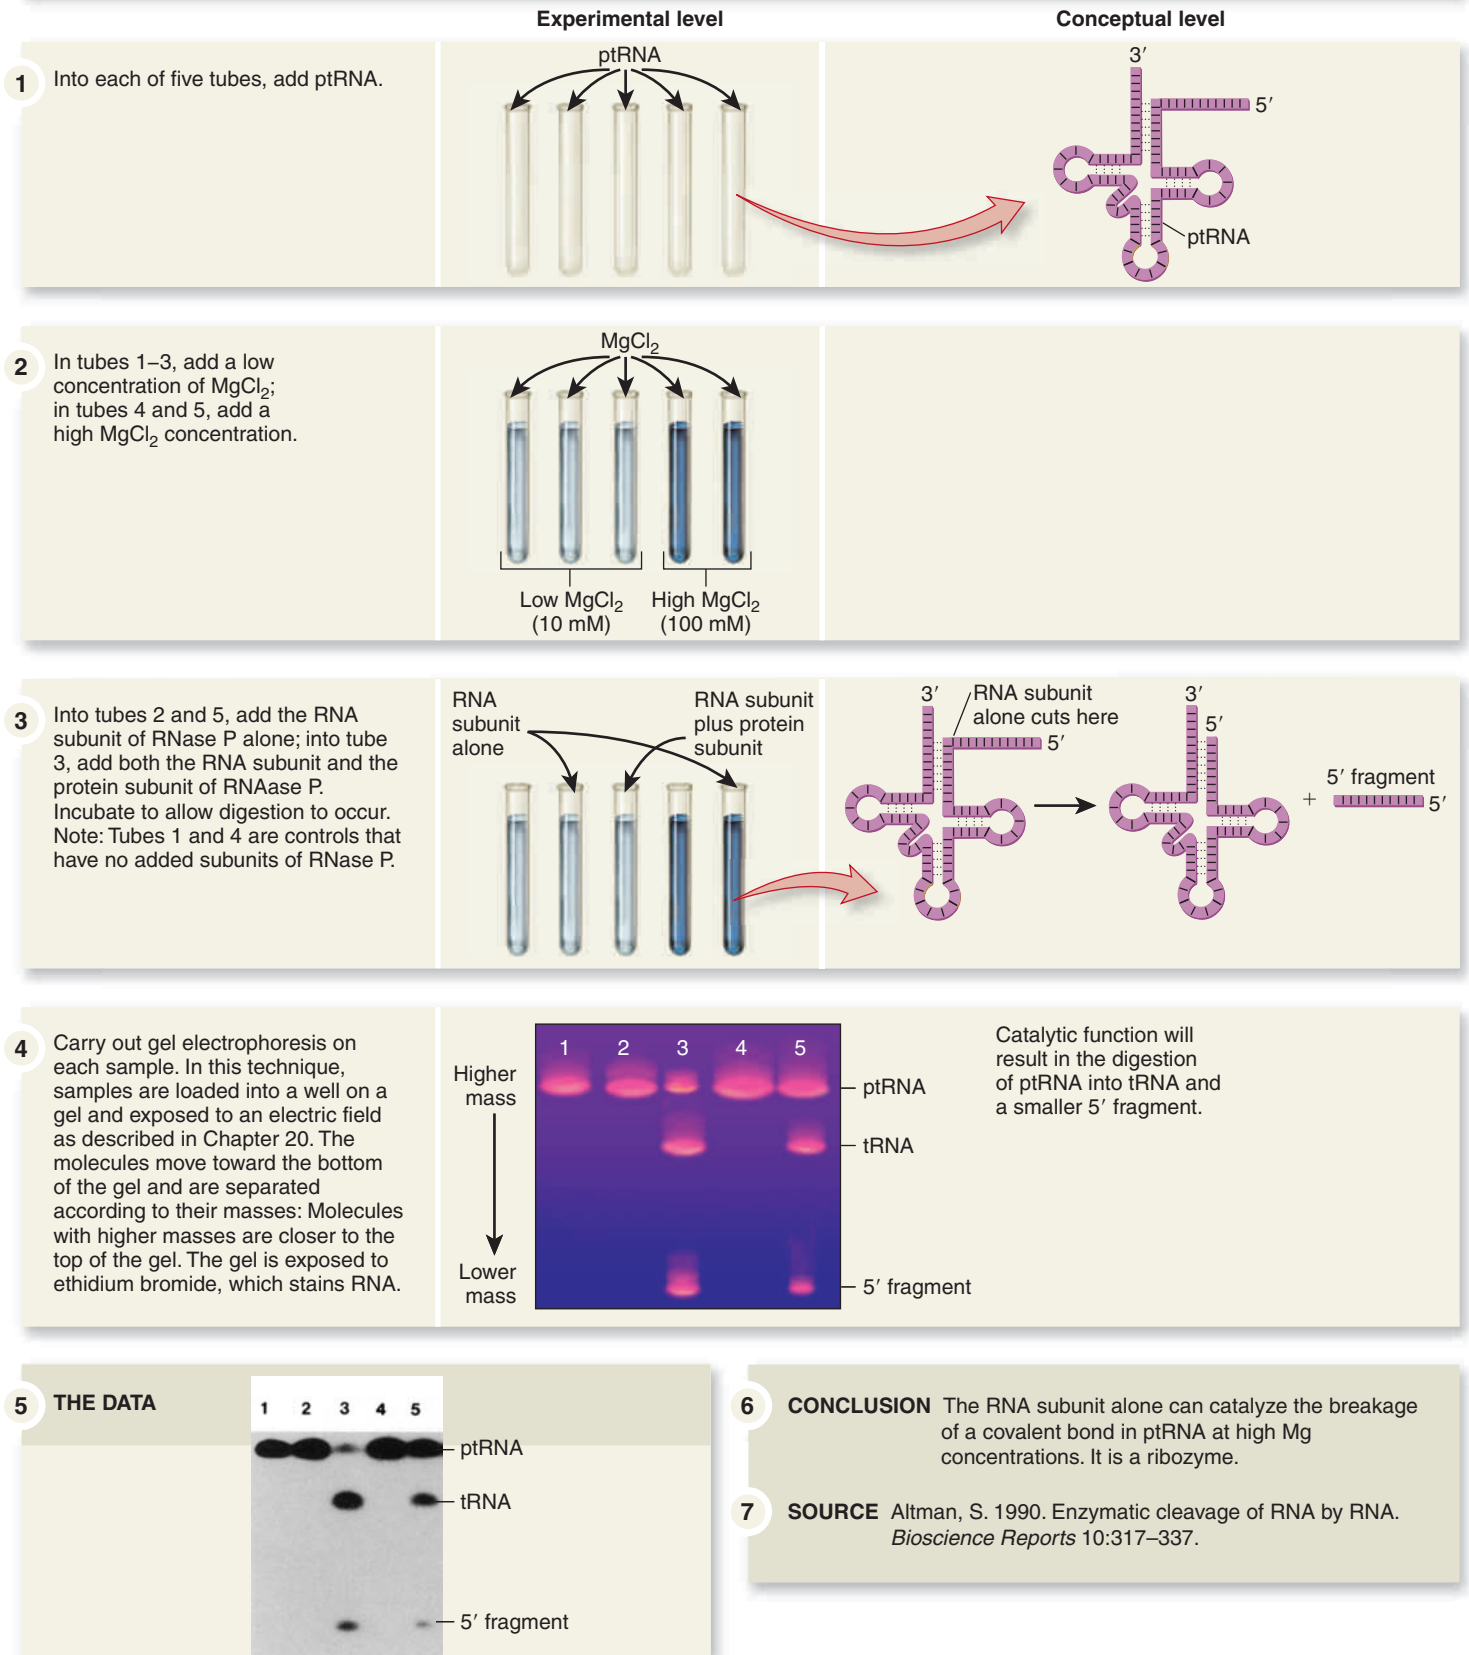 Experimental level
Conceptual level
1
Into each of five tubes, add ptRNA.
ptRNA
3′
5′
ptRNA
2
In tubes 1–3, add a low
concentration of MgCl₂;
in tubes 4 and 5, add a
high MgCl₂ concentration.
MgCl₂
Low MgCl₂
(10 mM)
High MgCl₂
(100 mM)
3
Into tubes 2 and 5, add the RNA
subunit of RNase P alone; into tube
3, add both the RNA subunit and the
protein subunit of RNAase P.
Incubate to allow digestion to occur.
Note: Tubes 1 and 4 are controls that
have no added subunits of RNase P.
RNA
subunit
alone
RNA subunit
plus protein
subunit
3′
RNA subunit
alone cuts here
5′
3′
5′
+
5′ fragment
5′
4
Carry out gel electrophoresis on
each sample. In this technique,
samples are loaded into a well on a
gel and exposed to an electric field
as described in Chapter 20. The
molecules move toward the bottom
of the gel and are separated
according to their masses: Molecules
with higher masses are closer to the
top of the gel. The gel is exposed to
ethidium bromide, which stains RNA.
Higher
mass
Lower
mass
1 2 3 4 5
ptRNA
tRNA
5′ fragment
Catalytic function will
result in the digestion
of ptRNA into tRNA and
a smaller 5′ fragment.
5
THE DATA
1 2 3 4 5
ptRNA
tRNA
5′ fragment
6
CONCLUSION The RNA subunit alone can catalyze the breakage
of a covalent bond in ptRNA at high Mg
concentrations. It is a ribozyme.
7
SOURCE Altman, S. 1990. Enzymatic cleavage of RNA by RNA.
Bioscience Reports 10:317–337.